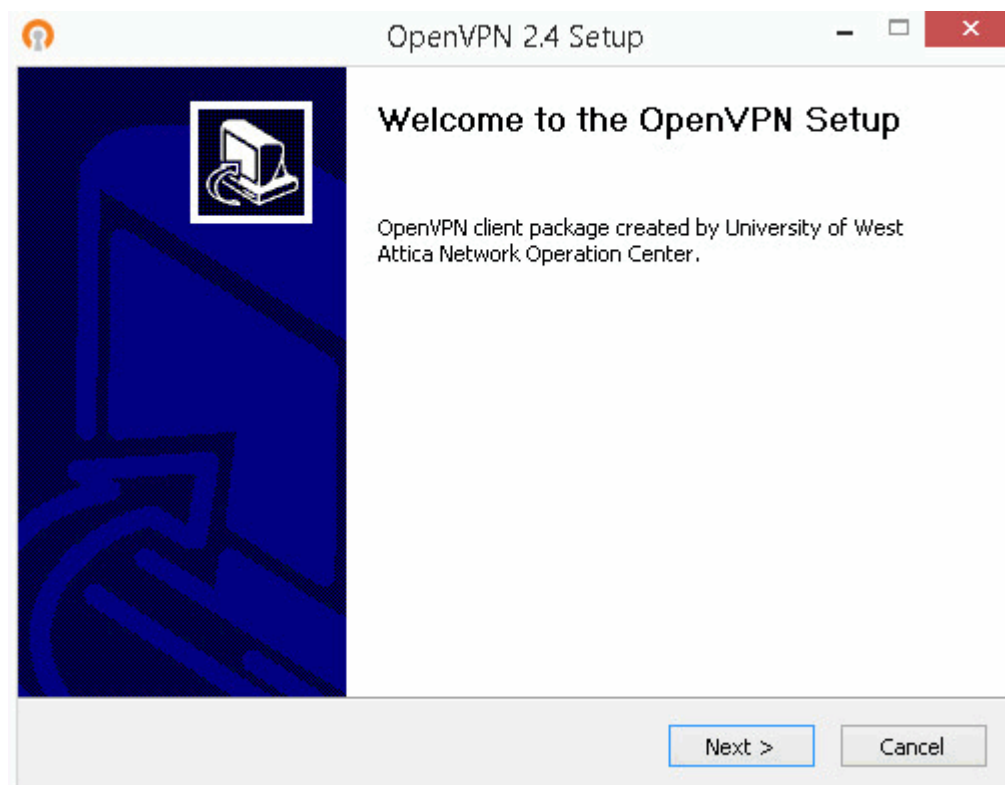 OpenVPN 2.4 Setup
Welcome to the OpenVPN Setup
OpenVPN client package created by University of West
Attica Network Operation Center.
Next >
Cancel